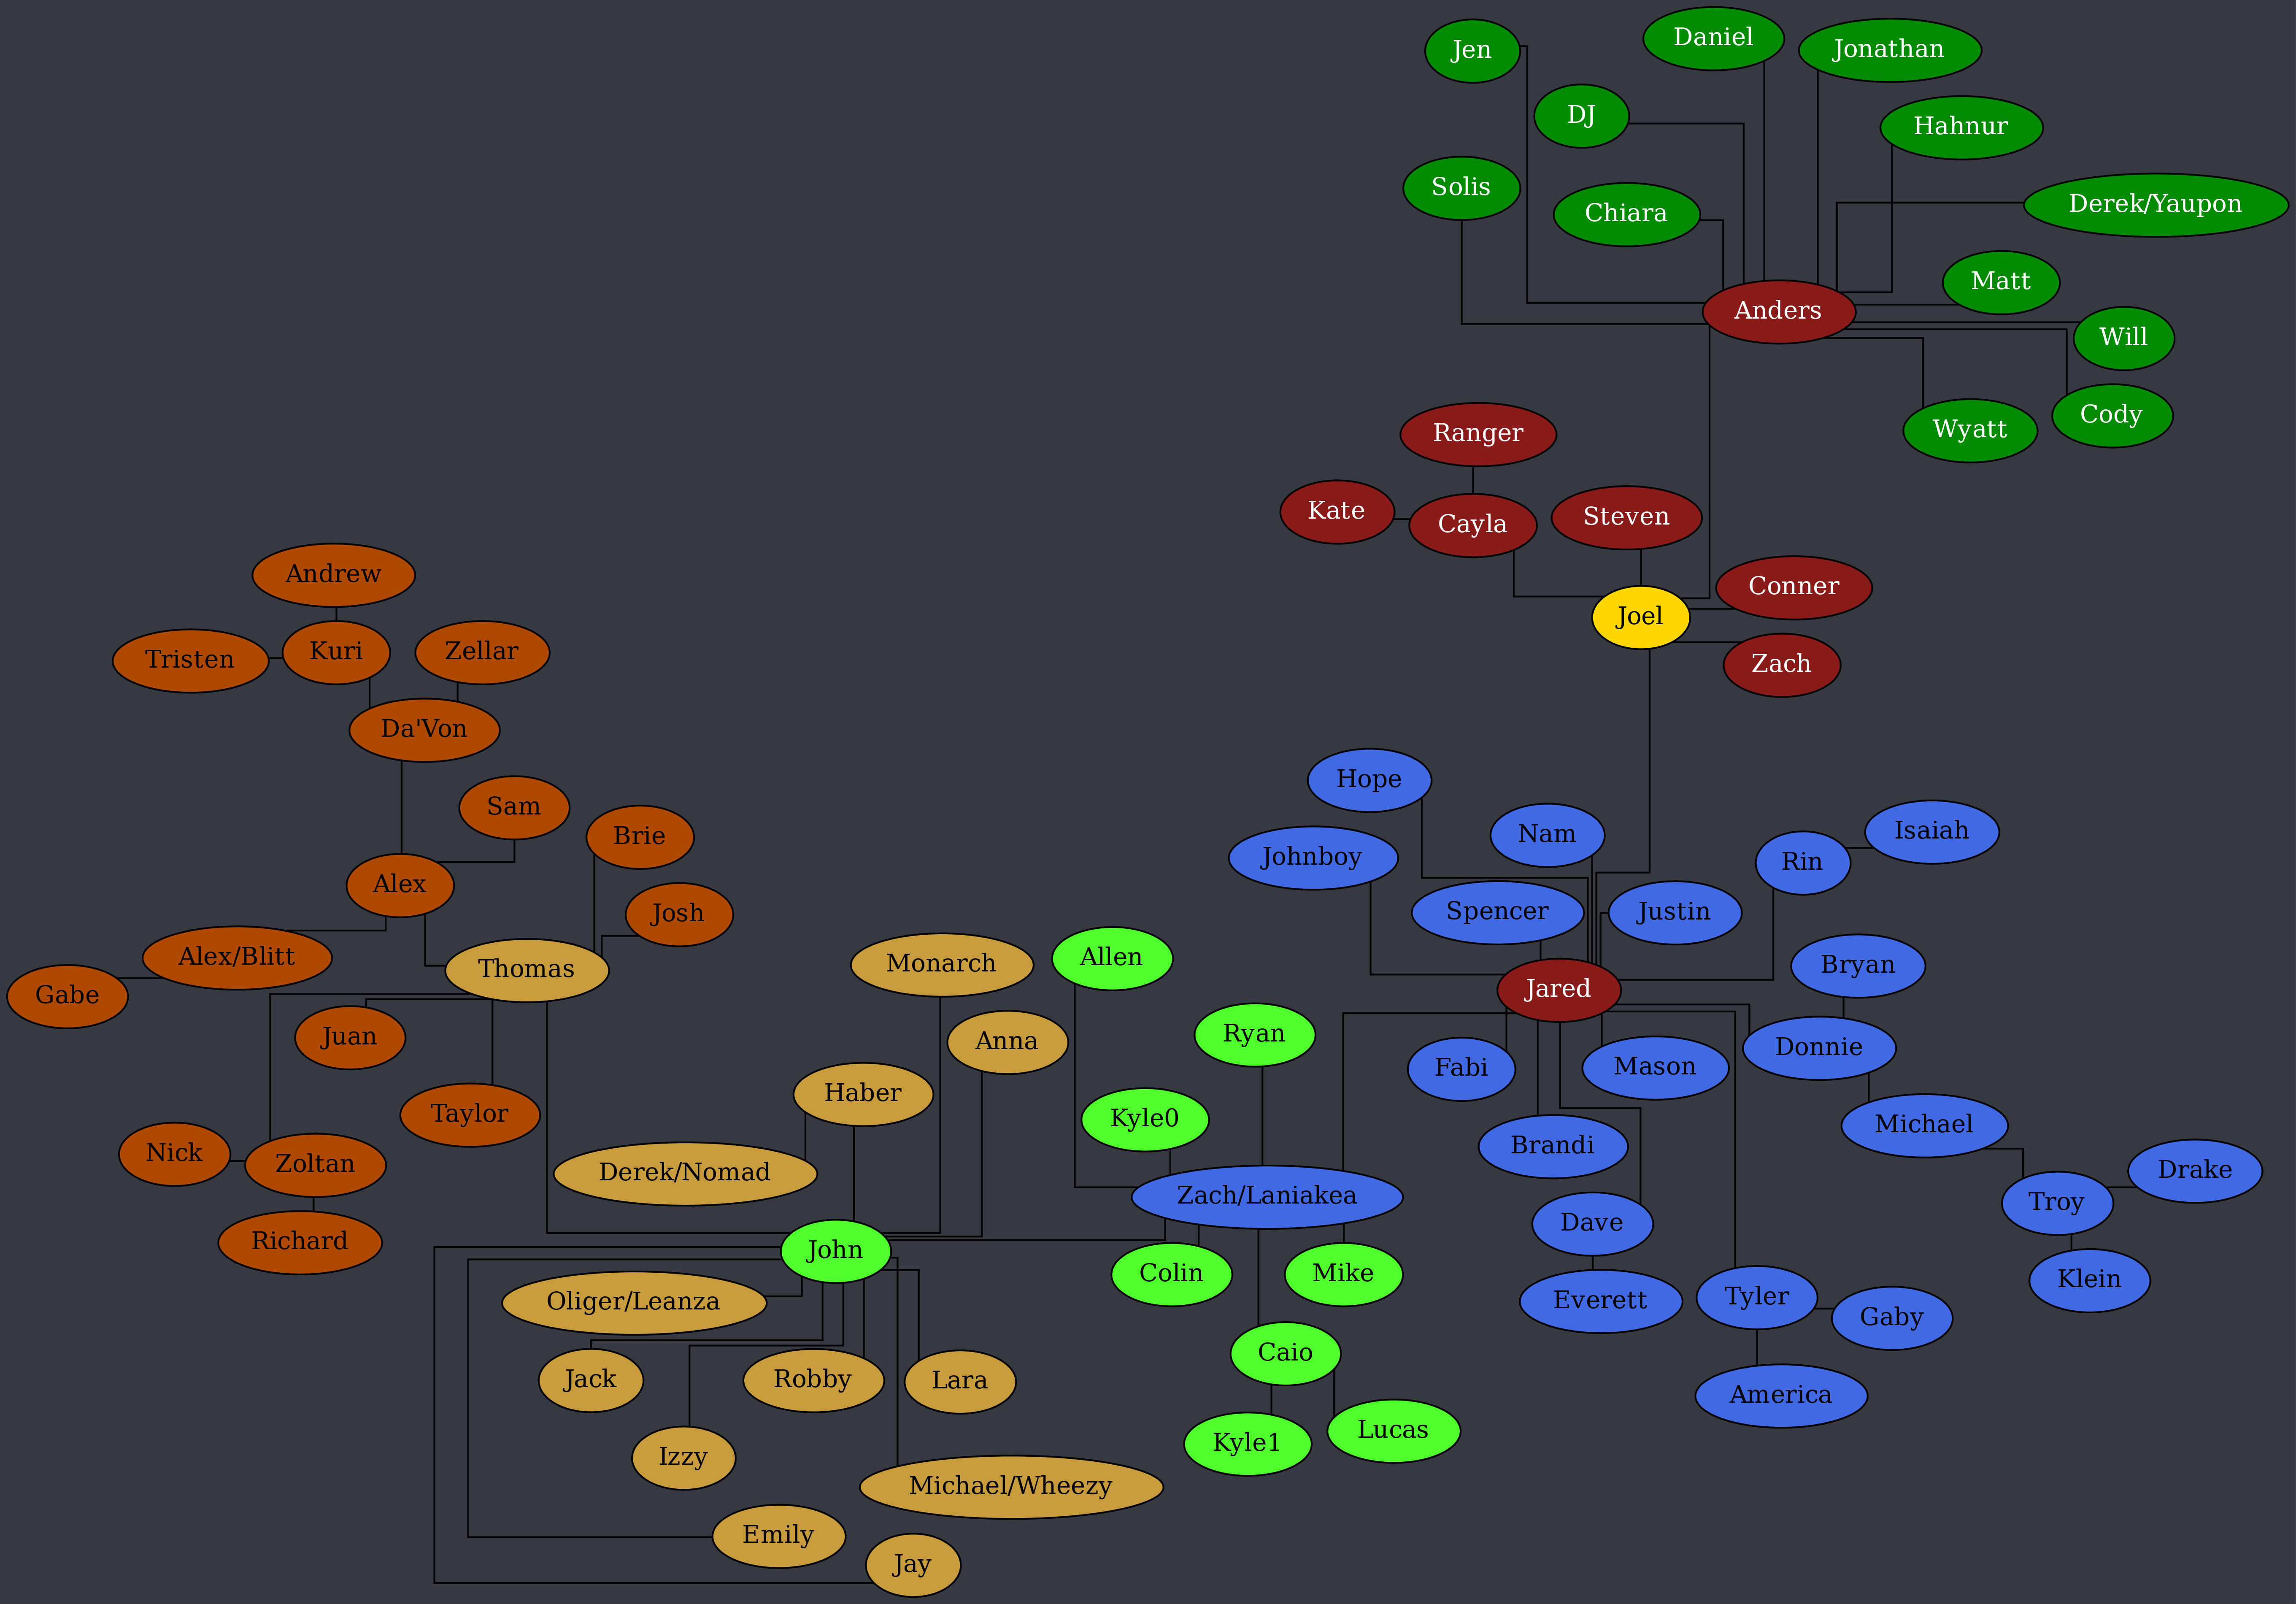 Jen
Daniel
Jonathan
DJ
Hahnur
Solis
Chiara
Derek/Yaupon
Matt
Anders
Will
Cody
Wyatt
Ranger
Kate
Cayla
Steven
Conner
Joel
Zach
Andrew
Tristen
Kuri
Zellar
Da'Von
Sam
Brie
Alex
Josh
Alex/Blitt
Thomas
Gabe
Juan
Taylor
Nick
Zoltan
Richard
Hope
Nam
Johnboy
Rin
Isaiah
Spencer
Justin
Jared
Bryan
Monarch
Allen
Anna
Ryan
Fabi
Mason
Donnie
Haber
Kyle0
Brandi
Michael
Derek/Nomad
Zach/Laniakea
Drake
Troy
John
Dave
Klein
Colin
Mike
Oliger/Leanza
Everett
Tyler
Gaby
Jack
Robby
Lara
Caio
America
Izzy
Kyle1
Lucas
Michael/Wheezy
Emily
Jay